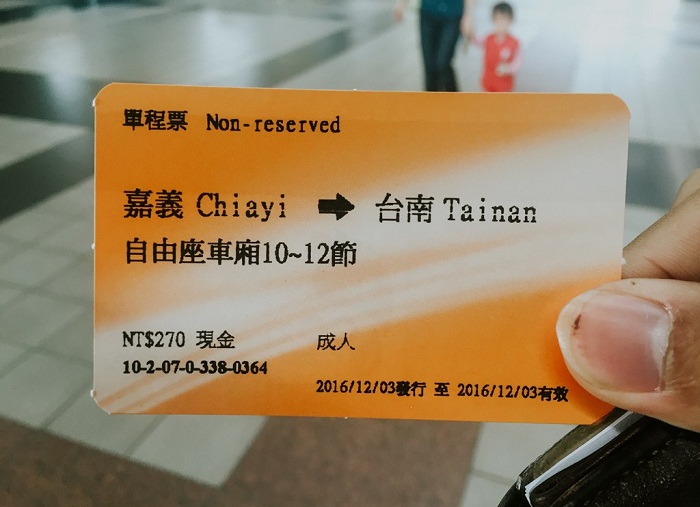 單程票 Non-reserved
嘉義 Chiayi ➡ 台南 Tainan
自由座車廂10~12節
NT$270 現金 成人
10-2-07-0-338-0364
2016/12/03發行 至 2016/12/03有效